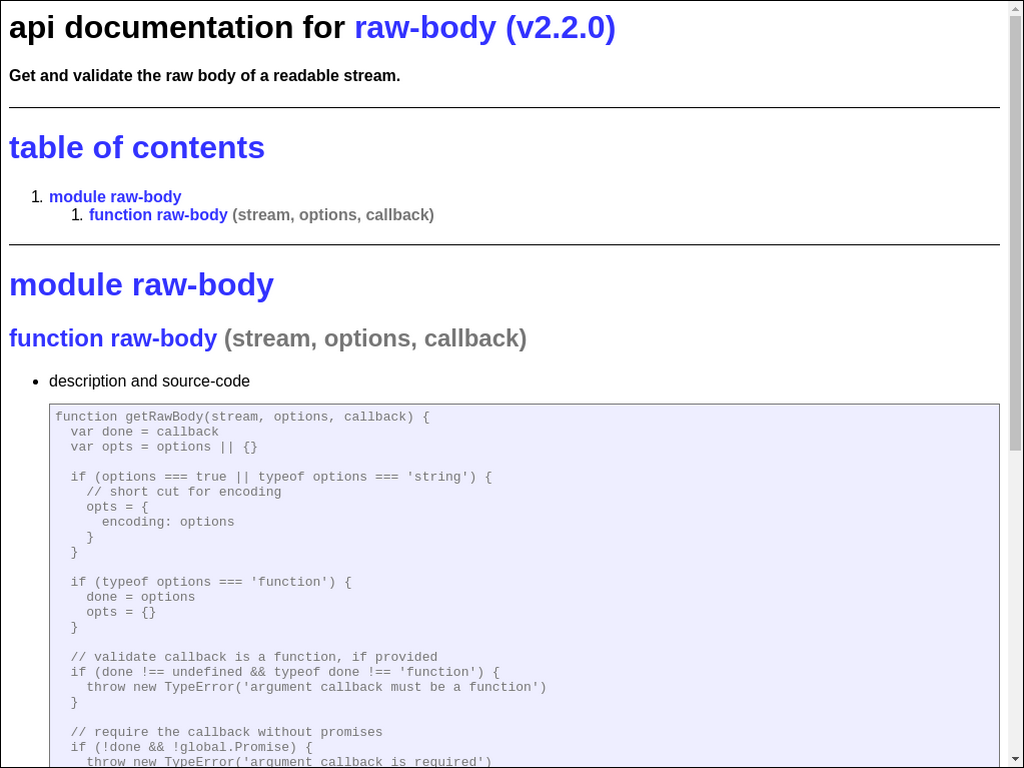 api documentation for raw-body (v2.2.0)
Get and validate the raw body of a readable stream.
table of contents
1. module raw-body
1. function raw-body (stream, options, callback)
module raw-body
function raw-body (stream, options, callback)
• description and source-code
function getRawBody(stream, options, callback) {
  var done = callback
  var opts = options || {}

  if (options === true || typeof options === 'string') {
    // short cut for encoding
    opts = {
      encoding: options
    }
  }

  if (typeof options === 'function') {
    done = options
    opts = {}
  }

  // validate callback is a function, if provided
  if (done !== undefined && typeof done !== 'function') {
    throw new TypeError('argument callback must be a function')
  }

  // require the callback without promises
  if (!done && !global.Promise) {
    throw new TypeError('argument callback is required')